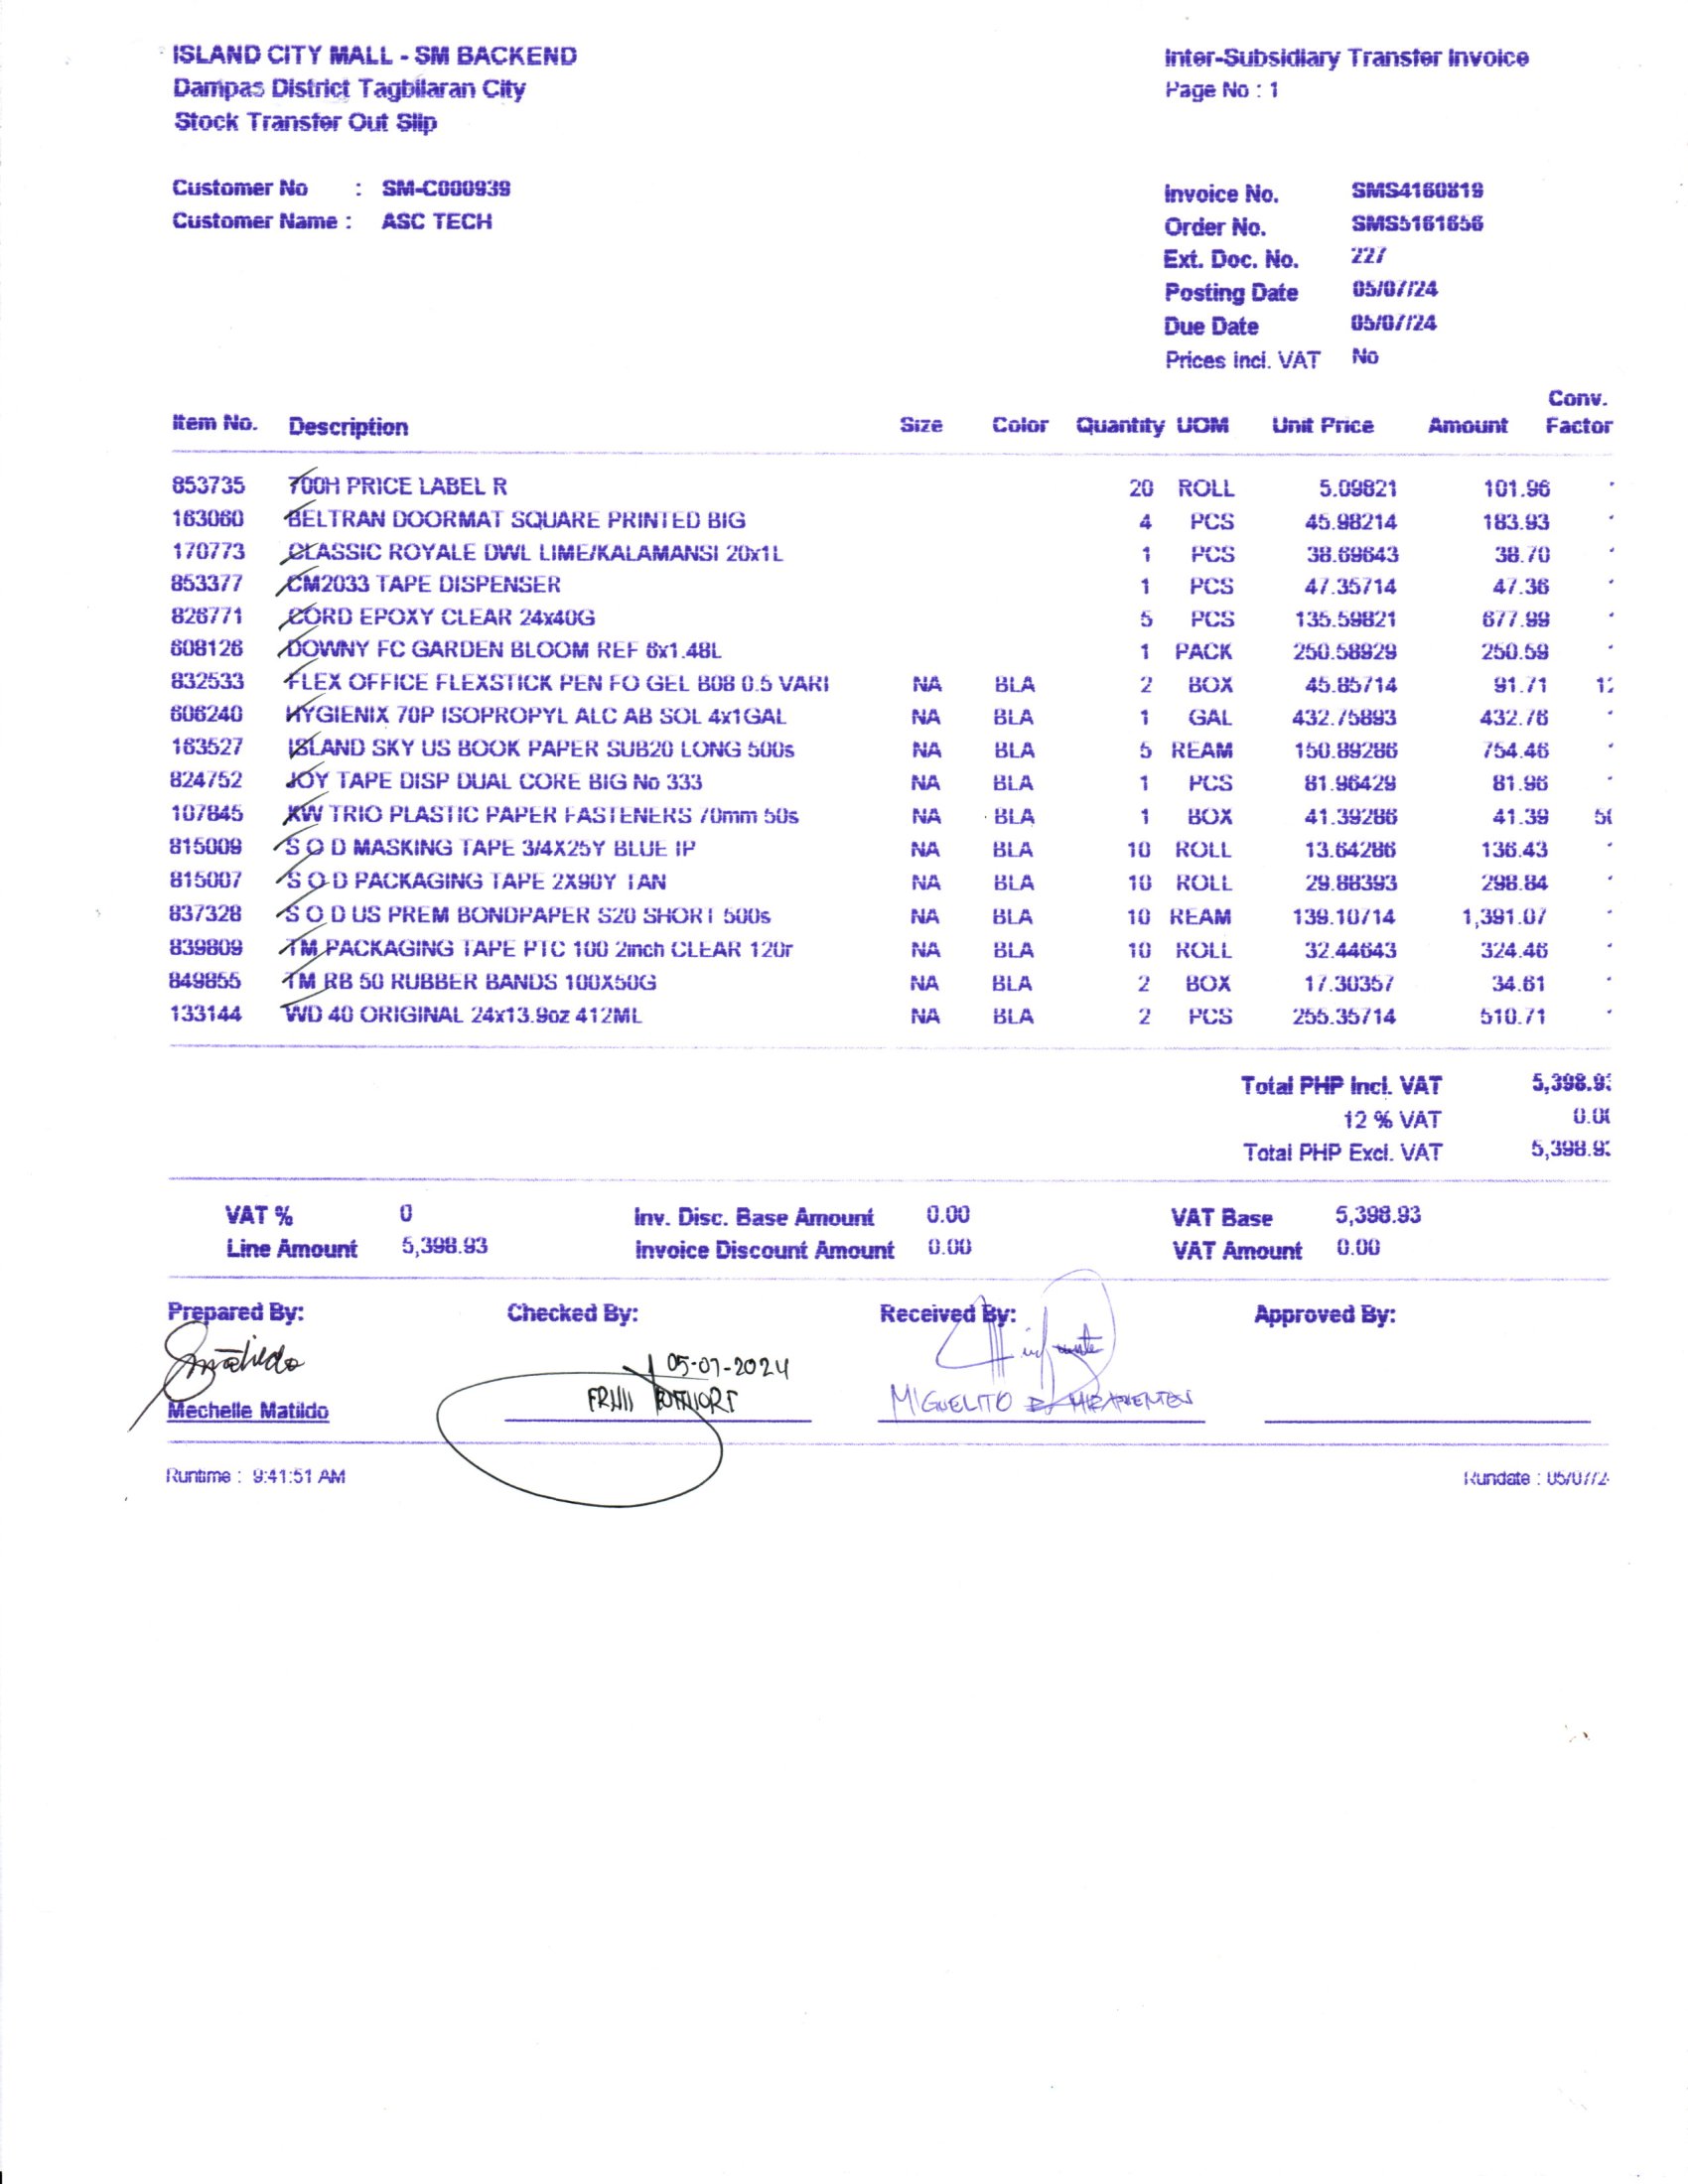 ISLAND CITY MALL - SM BACKEND
Dampas District Tagbilaran City
Stock Transfer Out Slip
Inter-Subsidiary Transfer Invoice
Page No : 1
Customer No : SM-C000939
Customer Name : ASC TECH
Invoice No. SMS4160819
Order No. SMS5161656
Ext. Doc. No. 227
Posting Date 05/07/24
Due Date 05/07/24
Prices incl. VAT No
Item No. Description Size Color Quantity UOM Unit Price Amount Conv. Factor
853735 700H PRICE LABEL R 20 ROLL 5.09821 101.96
163060 BELTRAN DOORMAT SQUARE PRINTED BIG 4 PCS 45.98214 183.93
170773 CLASSIC ROYALE DWL LIME/KALAMANSI 20x1L 1 PCS 38.69643 38.70
853377 CM2033 TAPE DISPENSER 1 PCS 47.35714 47.36
826771 CORD EPOXY CLEAR 24x40G 5 PCS 135.59821 677.99
608126 DOWNY FC GARDEN BLOOM REF 6x1.48L 1 PACK 250.58929 250.59
832533 FLEX OFFICE FLEXSTICK PEN FO GEL B08 0.5 VARI NA BLA 2 BOX 45.85714 91.71
606240 HYGIENIX 70P ISOPROPYL ALC AB SOL 4x1GAL NA BLA 1 GAL 432.75893 432.76
163527 ISLAND SKY US BOOK PAPER SUB20 LONG 500s NA BLA 5 REAM 150.89286 754.46
824752 JOY TAPE DISP DUAL CORE BIG No 333 NA BLA 1 PCS 81.96429 81.96
107845 KW TRIO PLASTIC PAPER FASTENERS 70mm 50s NA BLA 1 BOX 41.39286 41.39
815009 S O D MASKING TAPE 3/4X25Y BLUE IP NA BLA 10 ROLL 13.64286 136.43
815007 S O D PACKAGING TAPE 2X90Y TAN NA BLA 10 ROLL 29.88393 298.84
837328 S O D US PREM BONDPAPER S20 SHORT 500s NA BLA 10 REAM 139.10714 1,391.07
839809 TM PACKAGING TAPE PTC 100 2inch CLEAR 120r NA BLA 10 ROLL 32.44643 324.46
849855 TM RB 50 RUBBER BANDS 100X50G NA BLA 2 BOX 17.30357 34.61
133144 WD 40 ORIGINAL 24x13.9oz 412ML NA BLA 2 PCS 255.35714 510.71
Total PHP Incl. VAT 5,398.9
12 % VAT 0.0
Total PHP Excl. VAT 5,398.9
VAT % 0 Inv. Disc. Base Amount 0.00 VAT Base 5,398.93
Line Amount 5,398.93 Invoice Discount Amount 0.00 VAT Amount 0.00
Prepared By: Checked By: Received By: Approved By:
05-07-2024
Mechelle Matildo MIGUELITO
Runtime : 9:41:51 AM Rundate : 05/07/2